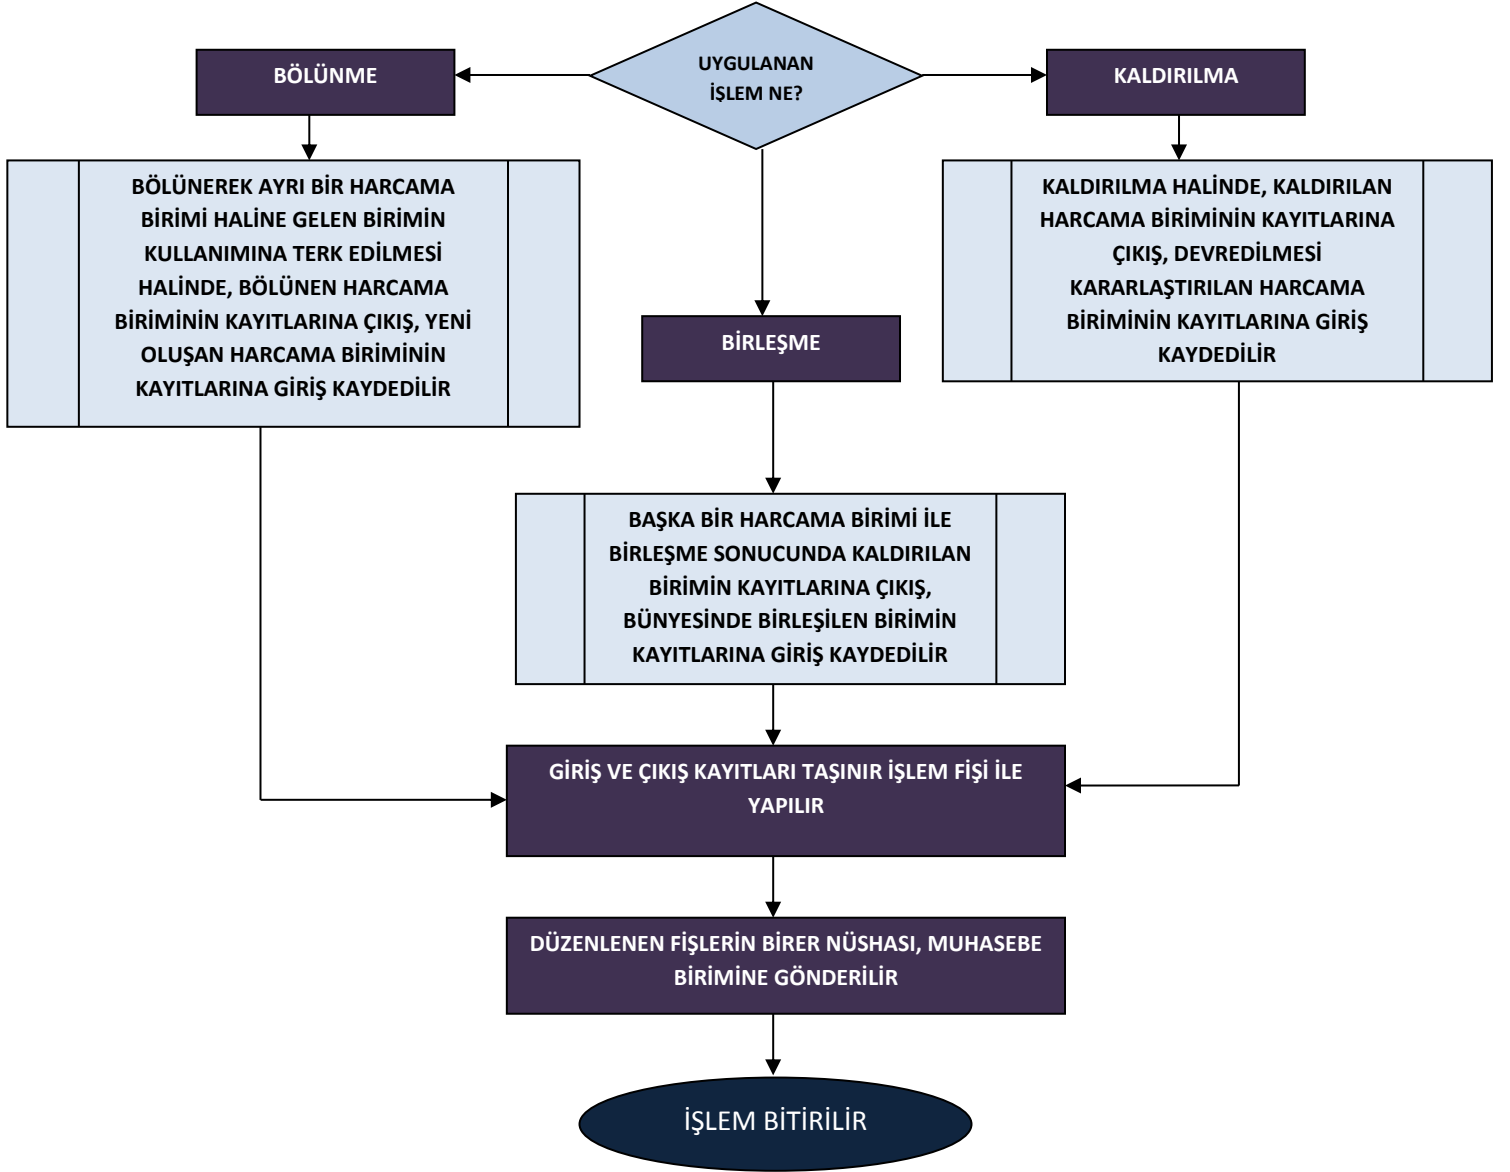 UYGULANAN
İŞLEM NE?
BÖLÜNME
KALDIRILMA
BÖLÜNEREK AYRI BİR HARCAMA
BİRİMİ HALİNE GELEN BİRİMİN
KULLANIMINA TERK EDİLMESİ
HALİNDE, BÖLÜNEN HARCAMA
BİRİMİNİN KAYITLARINA ÇIKIŞ, YENİ
OLUŞAN HARCAMA BİRİMİNİN
KAYITLARINA GİRİŞ KAYDEDİLİR
KALDIRILMA HALİNDE, KALDIRILAN
HARCAMA BİRİMİNİN KAYITLARINA
ÇIKIŞ, DEVREDİLMESİ
KARARLAŞTIRILAN HARCAMA
BİRİMİNİN KAYITLARINA GİRİŞ
KAYDEDİLİR
BİRLEŞME
BAŞKA BİR HARCAMA BİRİMİ İLE
BİRLEŞME SONUCUNDA KALDIRILAN
BİRİMİN KAYITLARINA ÇIKIŞ,
BÜNYESİNDE BİRLEŞİLEN BİRİMİN
KAYITLARINA GİRİŞ KAYDEDİLİR
GİRİŞ VE ÇIKIŞ KAYITLARI TAŞINIR İŞLEM FİŞİ İLE
YAPILIR
DÜZENLENEN FİŞLERİN BİRER NÜSHASI, MUHASEBE
BİRİMİNE GÖNDERİLİR
İŞLEM BİTİRİLİR